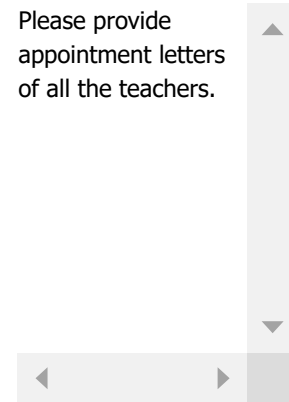 Please provide
appointment letters
of all the teachers.